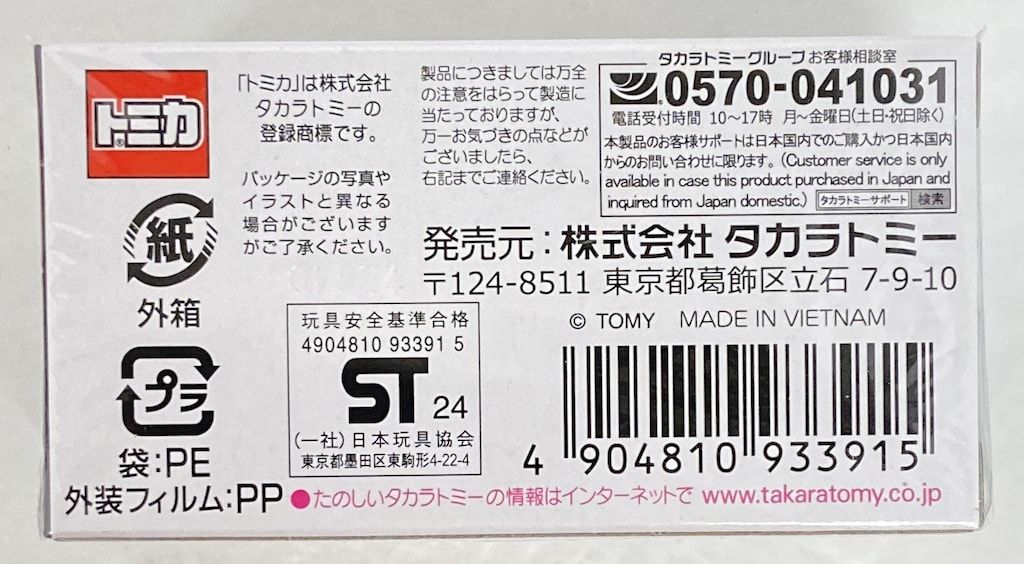 トミカ®
「トミカ」は株式会社
タカラトミーの
登録商標です。
パッケージの写真や
イラストと異なる
場合がございます
がご了承ください。
製品につきましては万全
の注意をはらって製造に
当たっておりますが、
万一お気づきの点などが
ございましたら、
右記までご連絡ください。
タカラトミーグループ お客様相談室
0570-041031
電話受付時間 10〜17時 月〜金曜日(土日・祝日除く)
本製品のお客様サポートは日本国内でのご購入かつ日本国内
からのお問い合わせに限ります。(Customer service is only
available in case this product purchased in Japan and
inquired from Japan domestic.) タカラトミーサポート 検索
発売元:株式会社 タカラトミー
〒124-8511 東京都葛飾区立石 7-9-10
© TOMY MADE IN VIETNAM
紙
外箱
プラ
袋:PE
外装フィルム:PP
玩具安全基準合格
4904810 93391 5
ST 24
(一社)日本玩具協会
東京都墨田区東駒形4-22-4
4 904810 933915
●たのしいタカラトミーの情報はインターネットで www.takaratomy.co.jp